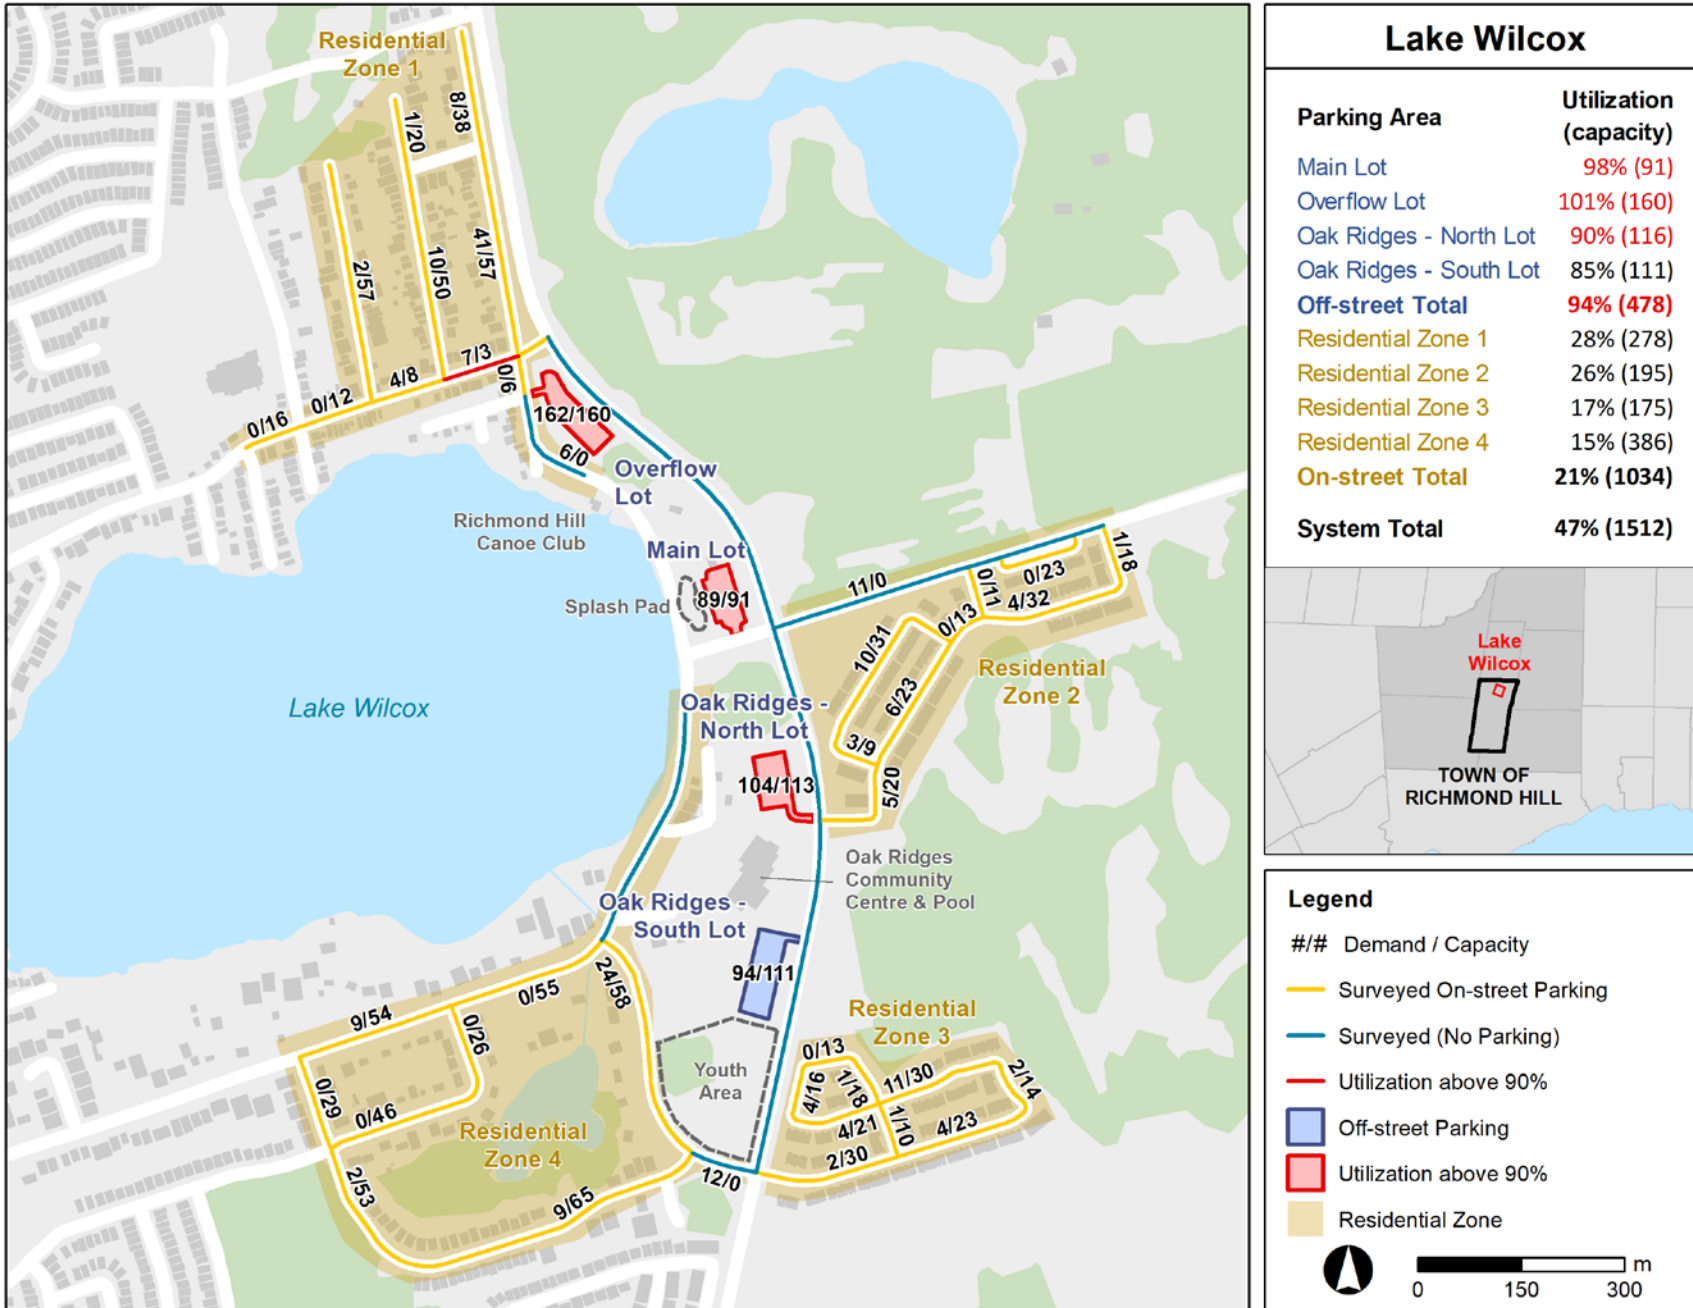 Residential
Zone 1
8/38
1/20
41/57
10/50
2/57
7/3
4/8
0/6
0/12
0/16
162/160
6/0
Overflow
Lot
Richmond Hill
Canoe Club
Main Lot
Splash Pad
89/91
11/0
1/18
0/23
0/11
4/32
0/13
10/31
6/23
3/9
5/20
Residential
Zone 2
Lake Wilcox
Oak Ridges -
North Lot
104/113
Oak Ridges
Community
Centre & Pool
Oak Ridges -
South Lot
94/111
24/58
0/55
9/54
0/26
0/29
0/46
Residential
Zone 4
2/53
9/65
12/0
Youth
Area
Residential
Zone 3
0/13
4/16
1/18
11/30
2/14
4/21
1/10
4/23
2/30
Lake Wilcox
Parking Area Utilization (capacity)
Main Lot 98% (91)
Overflow Lot 101% (160)
Oak Ridges - North Lot 90% (116)
Oak Ridges - South Lot 85% (111)
Off-street Total 94% (478)
Residential Zone 1 28% (278)
Residential Zone 2 26% (195)
Residential Zone 3 17% (175)
Residential Zone 4 15% (386)
On-street Total 21% (1034)
System Total 47% (1512)
Lake
Wilcox
TOWN OF
RICHMOND HILL
Legend
#/# Demand / Capacity
Surveyed On-street Parking
Surveyed (No Parking)
Utilization above 90%
Off-street Parking
Utilization above 90%
Residential Zone
m
0 150 300